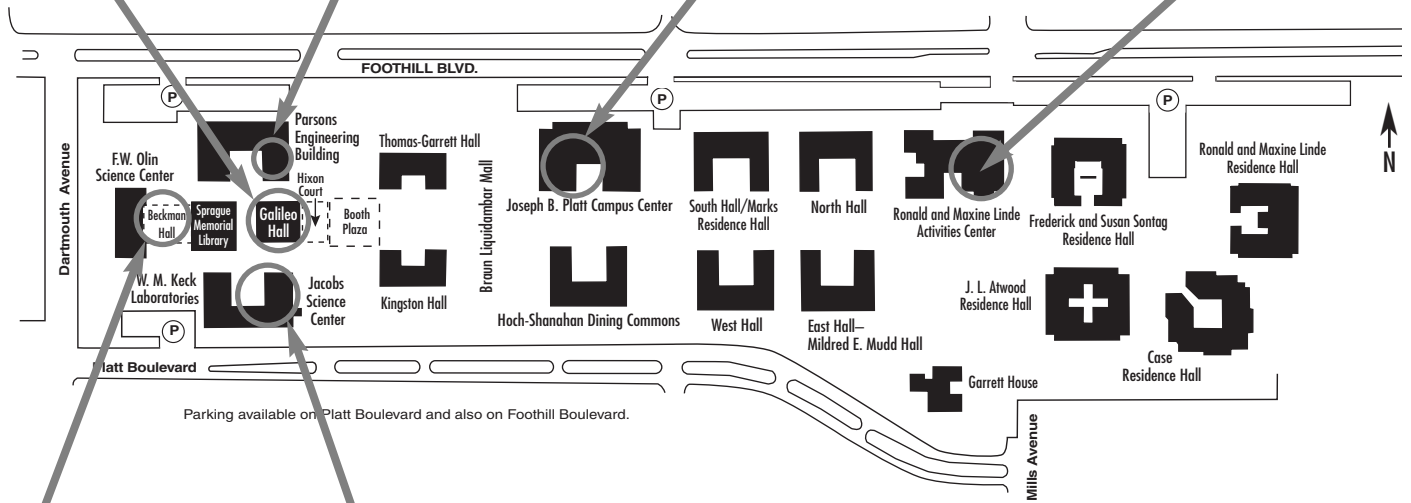 FOOTHILL BLVD.
P
P
P
Parsons
Engineering
Building
Thomas-Garrett Hall
F.W. Olin
Science Center
Hixon
Court
Beckman
Hall
Sprague
Memorial
Library
Galileo
Hall
Booth
Plaza
Dartmouth Avenue
Braun Liquidambar Mall
Joseph B. Platt Campus Center
South Hall/Marks
Residence Hall
North Hall
Ronald and Maxine Linde
Activities Center
Frederick and Susan Sontag
Residence Hall
Ronald and Maxine Linde
Residence Hall
N
W. M. Keck
Laboratories
Jacobs
Science
Center
Kingston Hall
Hoch-Shanahan Dining Commons
West Hall
East Hall–
Mildred E. Mudd Hall
J. L. Atwood
Residence Hall
Case
Residence Hall
P
Platt Boulevard
Garrett House
Parking available on Platt Boulevard and also on Foothill Boulevard.
Mills Avenue